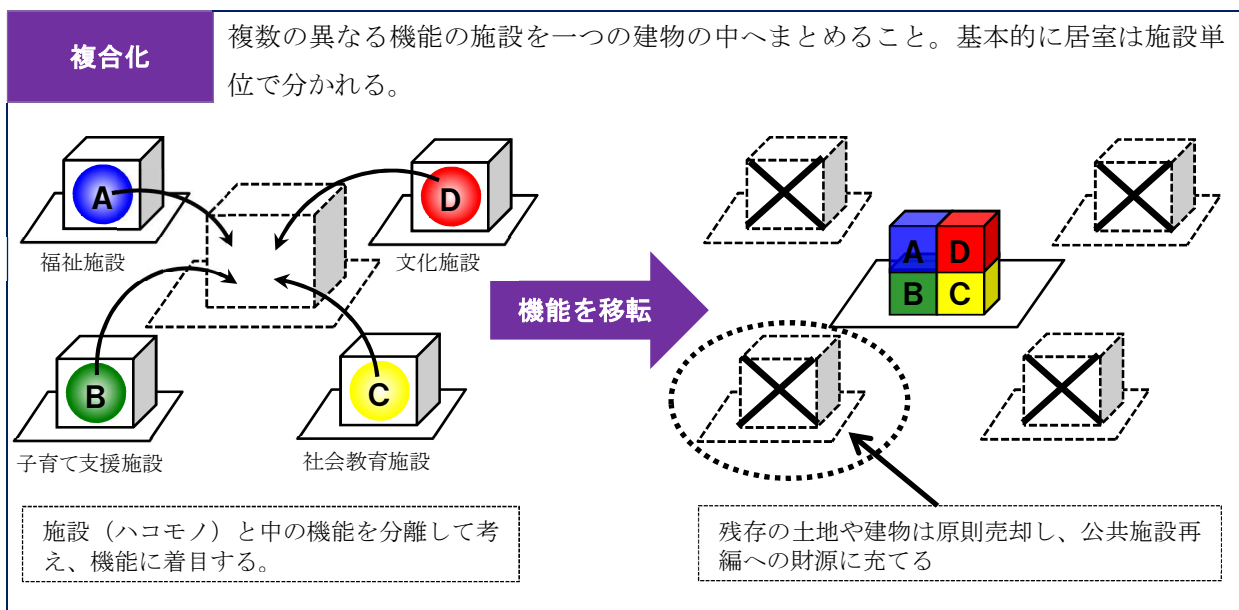 複合化
複数の異なる機能の施設を一つの建物の中へまとめること。基本的に居室は施設単
位で分かれる。
A
福祉施設
D
文化施設
B
子育て支援施設
C
社会教育施設
機能を移転
A D
B C
施設（ハコモノ）と中の機能を分離して考
え、機能に着目する。
残存の土地や建物は原則売却し、公共施設再
編への財源に充てる